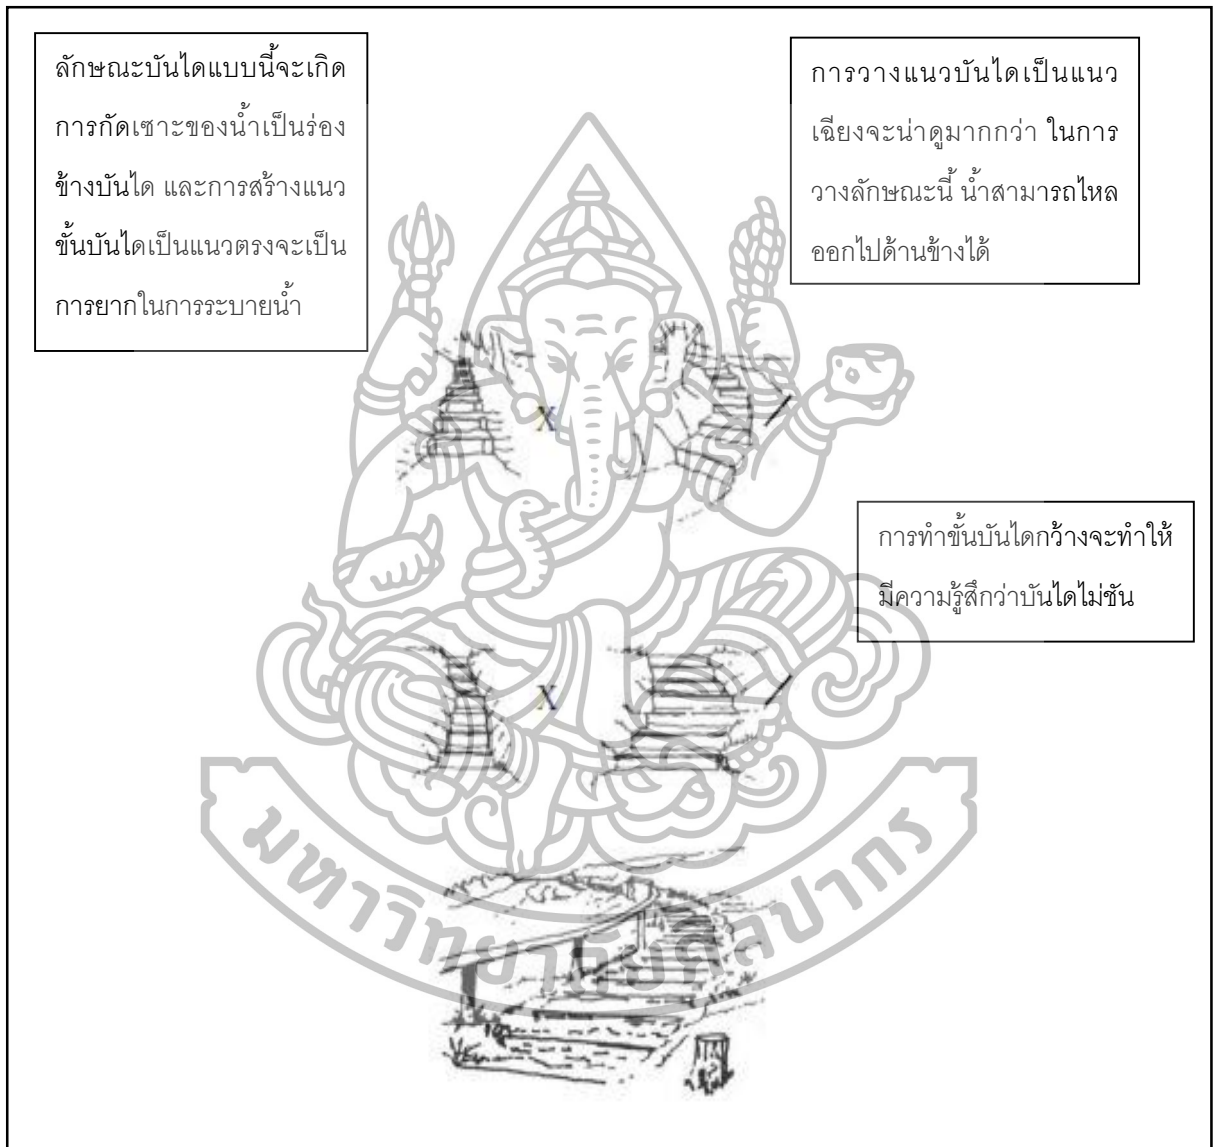 ลักษณะบันไดแบบนี้จะเกิด
การกัดเซาะของน้ำเป็นร่อง
ข้างบันได และการสร้างแนว
ขั้นบันไดเป็นแนวตรงจะเป็น
การยากในการระบายน้ำ
การวางแนวบันไดเป็นแนว
เฉียงจะน่าดูมากกว่า ในการ
วางลักษณะนี้ น้ำสามารถไหล
ออกไปด้านข้างได้
X
การทำขั้นบันไดกว้างจะทำให้
มีความรู้สึกว่าบันไดไม่ชัน
X
มหาวิทยาลัยศิลปากร